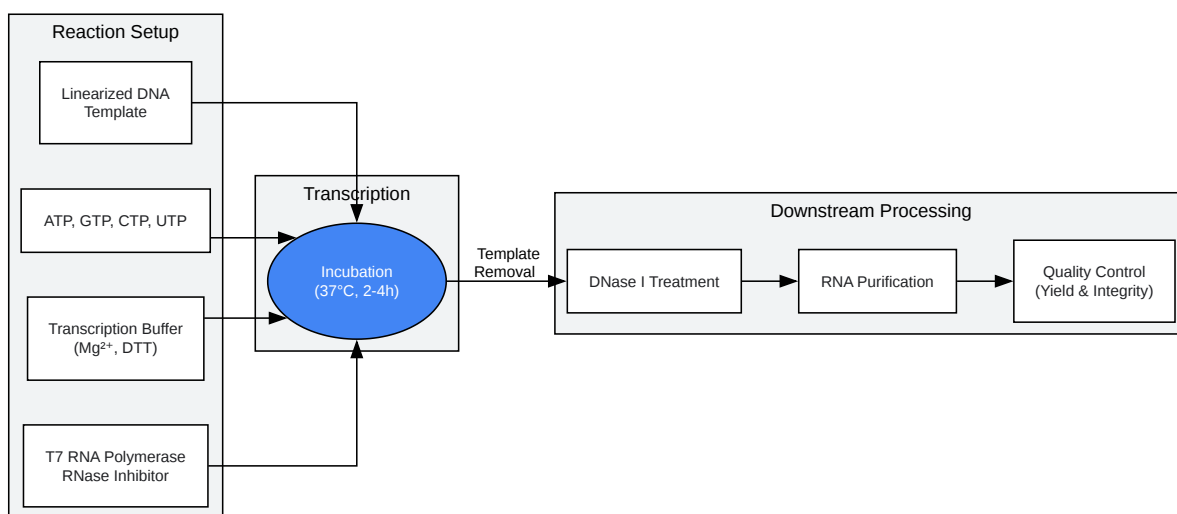 Reaction Setup
Linearized DNA
Template
ATP, GTP, CTP, UTP
Transcription Buffer
(Mg²⁺, DTT)
T7 RNA Polymerase
RNase Inhibitor
Transcription
Incubation
(37°C, 2-4h)
Template
Removal
Downstream Processing
DNase I Treatment
RNA Purification
Quality Control
(Yield & Integrity)